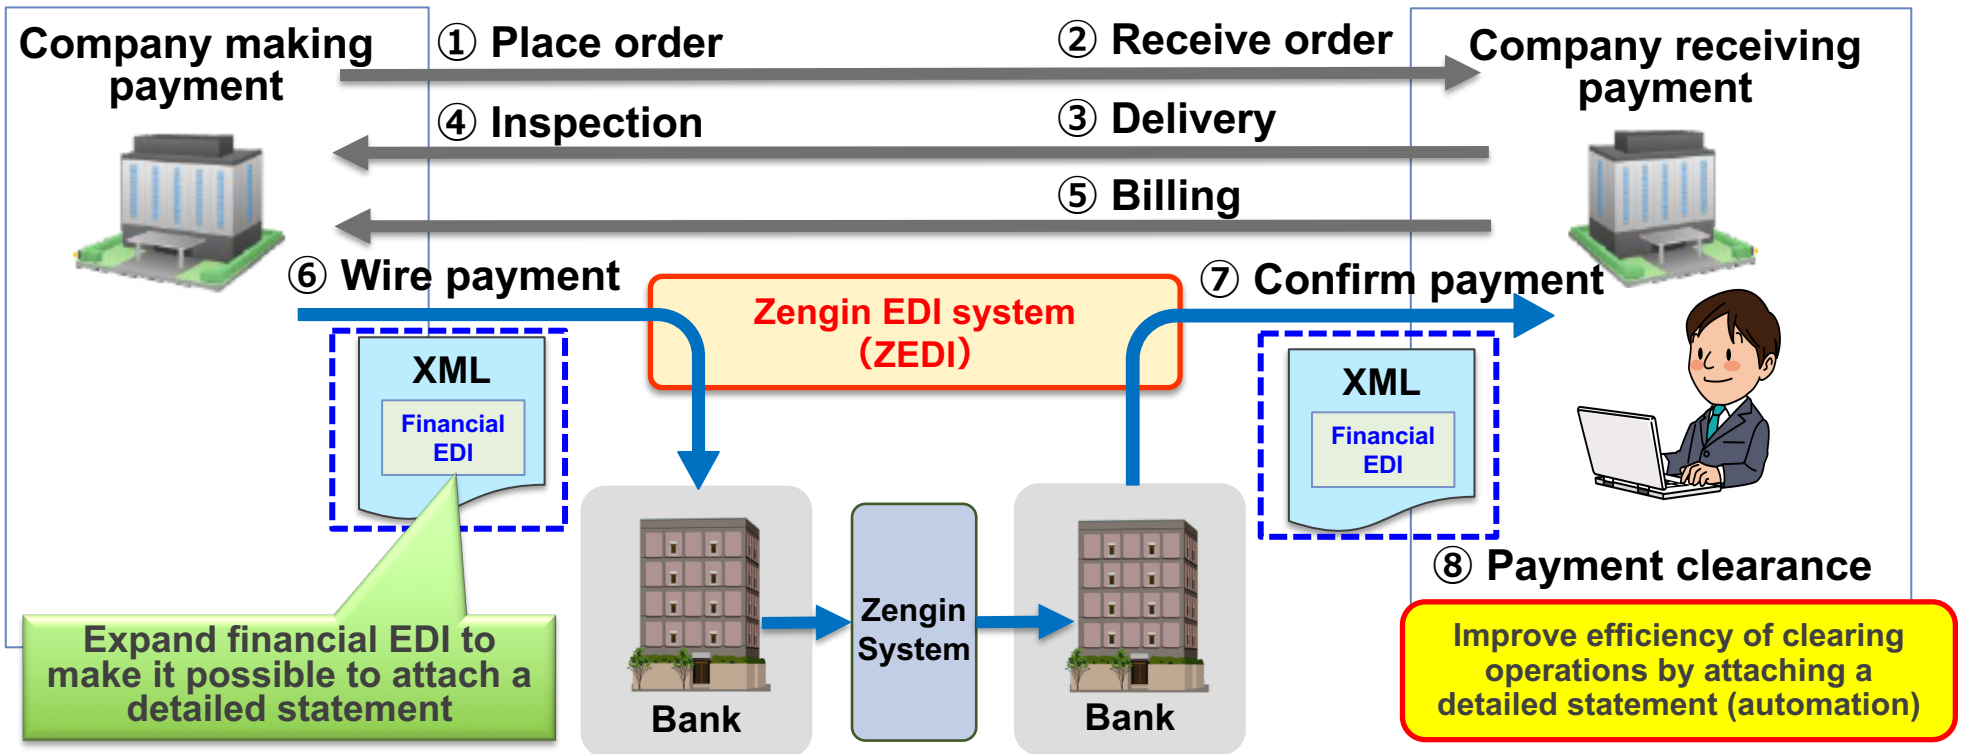 Company making
payment
① Place order
② Receive order
Company receiving
payment
④ Inspection
③ Delivery
⑤ Billing
⑥ Wire payment
Zengin EDI system
（ZEDI）
⑦ Confirm payment
XML
Financial
EDI
XML
Financial
EDI
Expand financial EDI to
make it possible to attach a
detailed statement
Bank
Zengin
System
Bank
⑧ Payment clearance
Improve efficiency of clearing
operations by attaching a
detailed statement (automation)